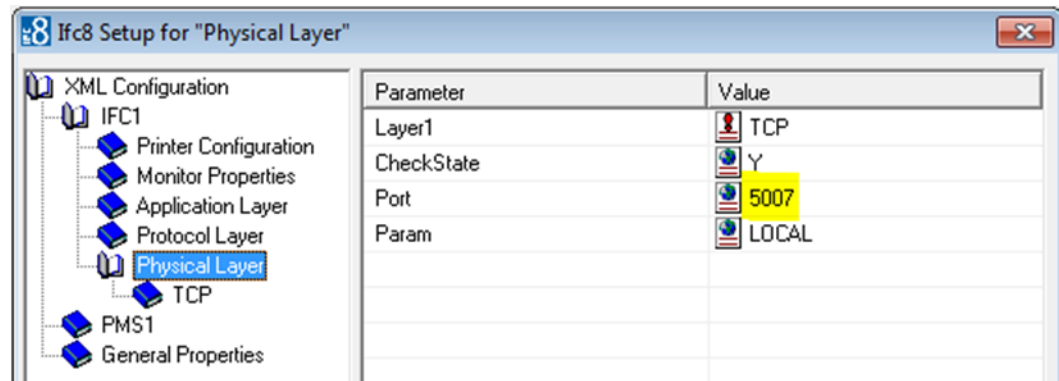 8 Ifc8 Setup for "Physical Layer"
XML Configuration
IFC1
Printer Configuration
Monitor Properties
Application Layer
Protocol Layer
Physical Layer
TCP
PMS1
General Properties
Parameter Value
Layer1 TCP
CheckState Y
Port 5007
Param LOCAL